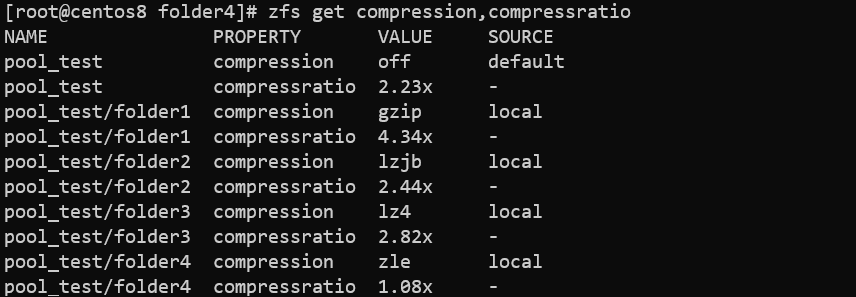 [root@centos8 folder4]# zfs get compression,compressratio
NAME PROPERTY VALUE SOURCE
pool_test compression off default
pool_test compressratio 2.23x -
pool_test/folder1 compression gzip local
pool_test/folder1 compressratio 4.34x -
pool_test/folder2 compression lzjb local
pool_test/folder2 compressratio 2.44x -
pool_test/folder3 compression lz4 local
pool_test/folder3 compressratio 2.82x -
pool_test/folder4 compression zle local
pool_test/folder4 compressratio 1.08x -